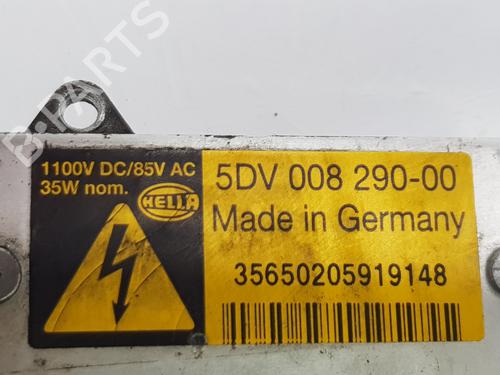 B-PARTS
1100V DC/85V AC
35W nom.
HELLA
5DV 008 290-00
Made in Germany
35650205919148